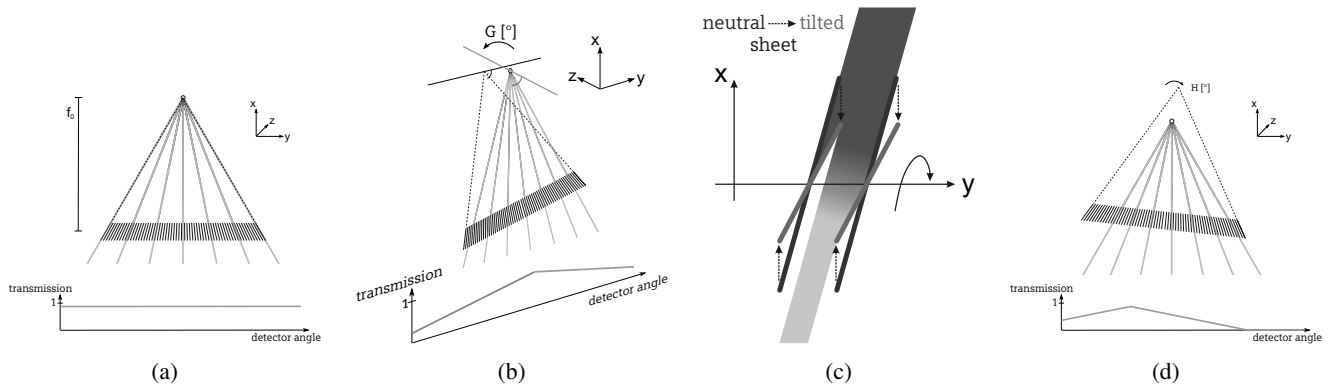 f₀
x
z
y
transmission
1
detector angle
(a)
G [°]
x
z
y
transmission
1
detector angle
(b)
neutral tilted
sheet
x
y
(c)
H [°]
x
z
y
transmission
1
detector angle
(d)